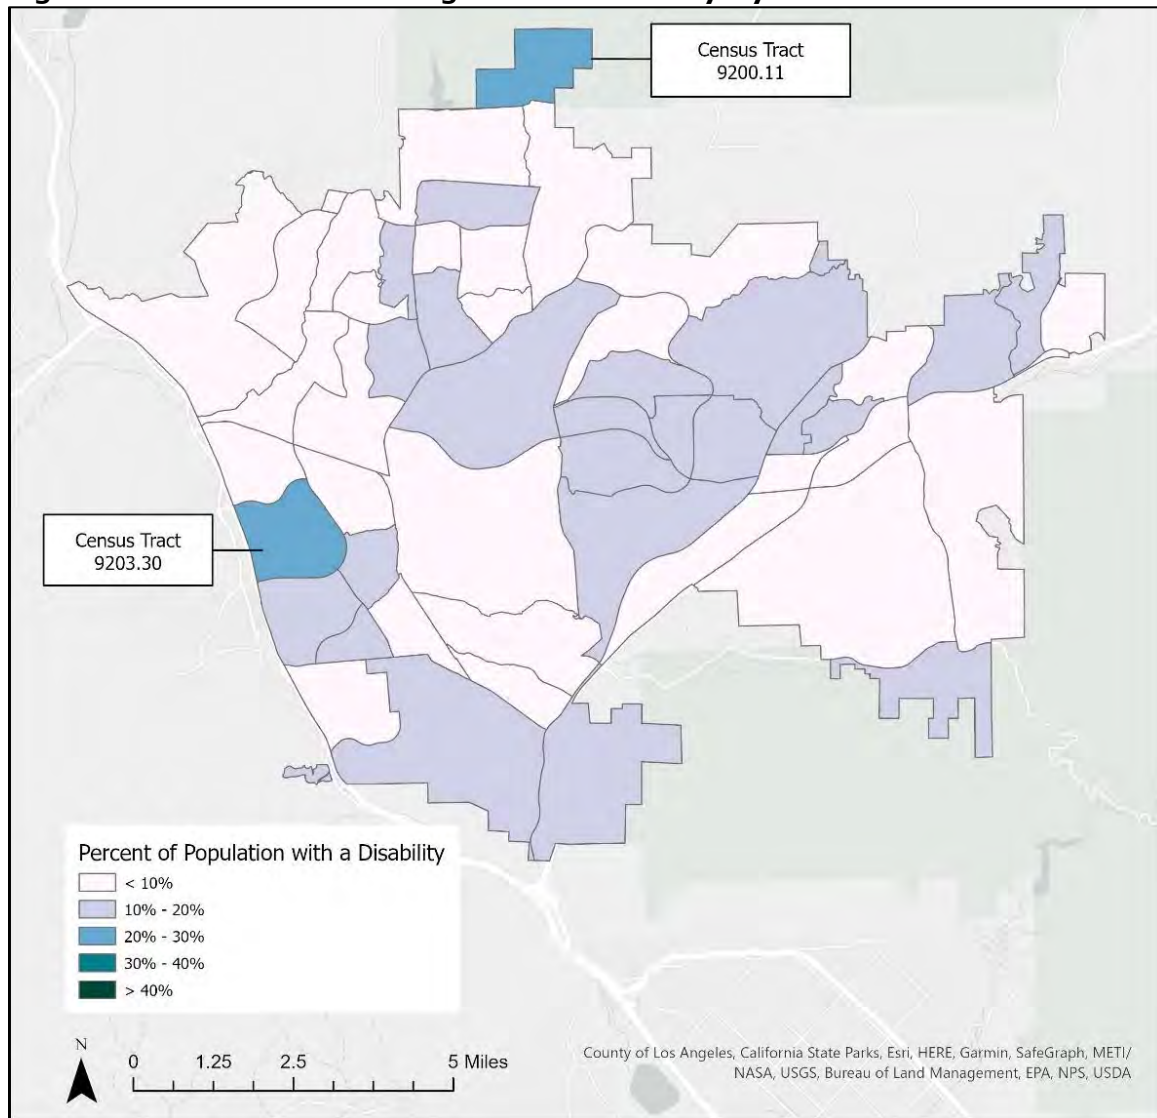 Census Tract
9200.11
Census Tract
9203.30
Percent of Population with a Disability
< 10%
10% - 20%
20% - 30%
30% - 40%
> 40%
N
0 1.25 2.5 5 Miles
County of Los Angeles, California State Parks, Esri, HERE, Garmin, SafeGraph, METI/
NASA, USGS, Bureau of Land Management, EPA, NPS, USDA